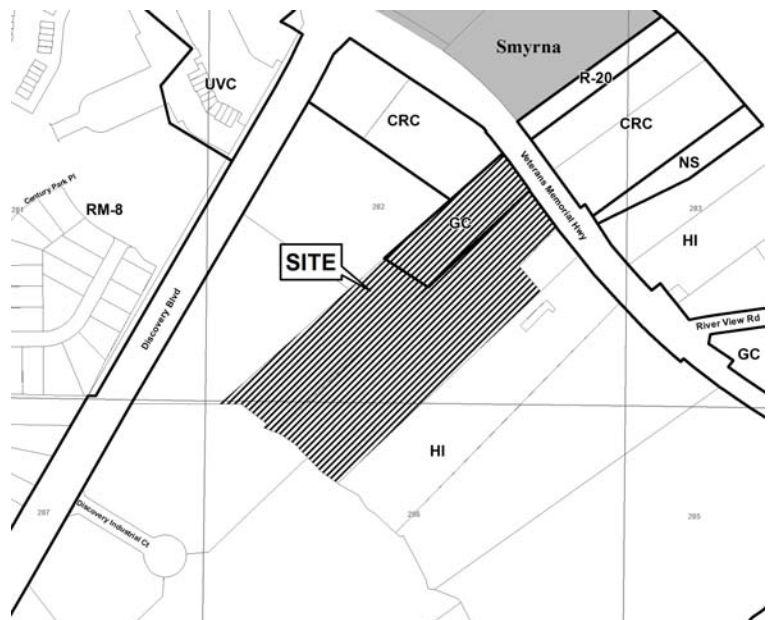 Smyrna
R-20
UVC
CRC
CRC
NS
Century Park Pl
281
RM-8
282
283
GC
Veterans Memorial Hwy
HI
SITE
Discovery Blvd
River View Rd
GC
HI
287
Discovery Industrial Ct
286
285